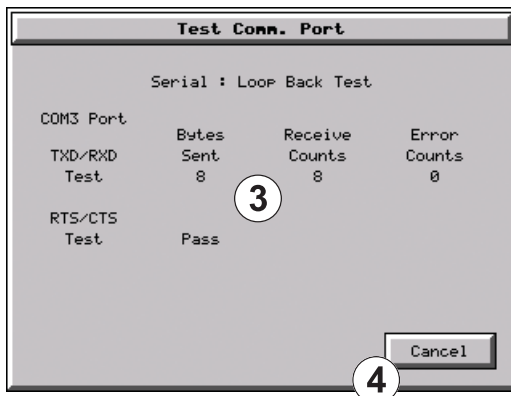 Test Comm. Port
Serial : Loop Back Test
COM3 Port
Bytes Receive Error
TXD/RXD Sent Counts Counts
Test 8 8 0
3
RTS/CTS
Test Pass
Cancel
4